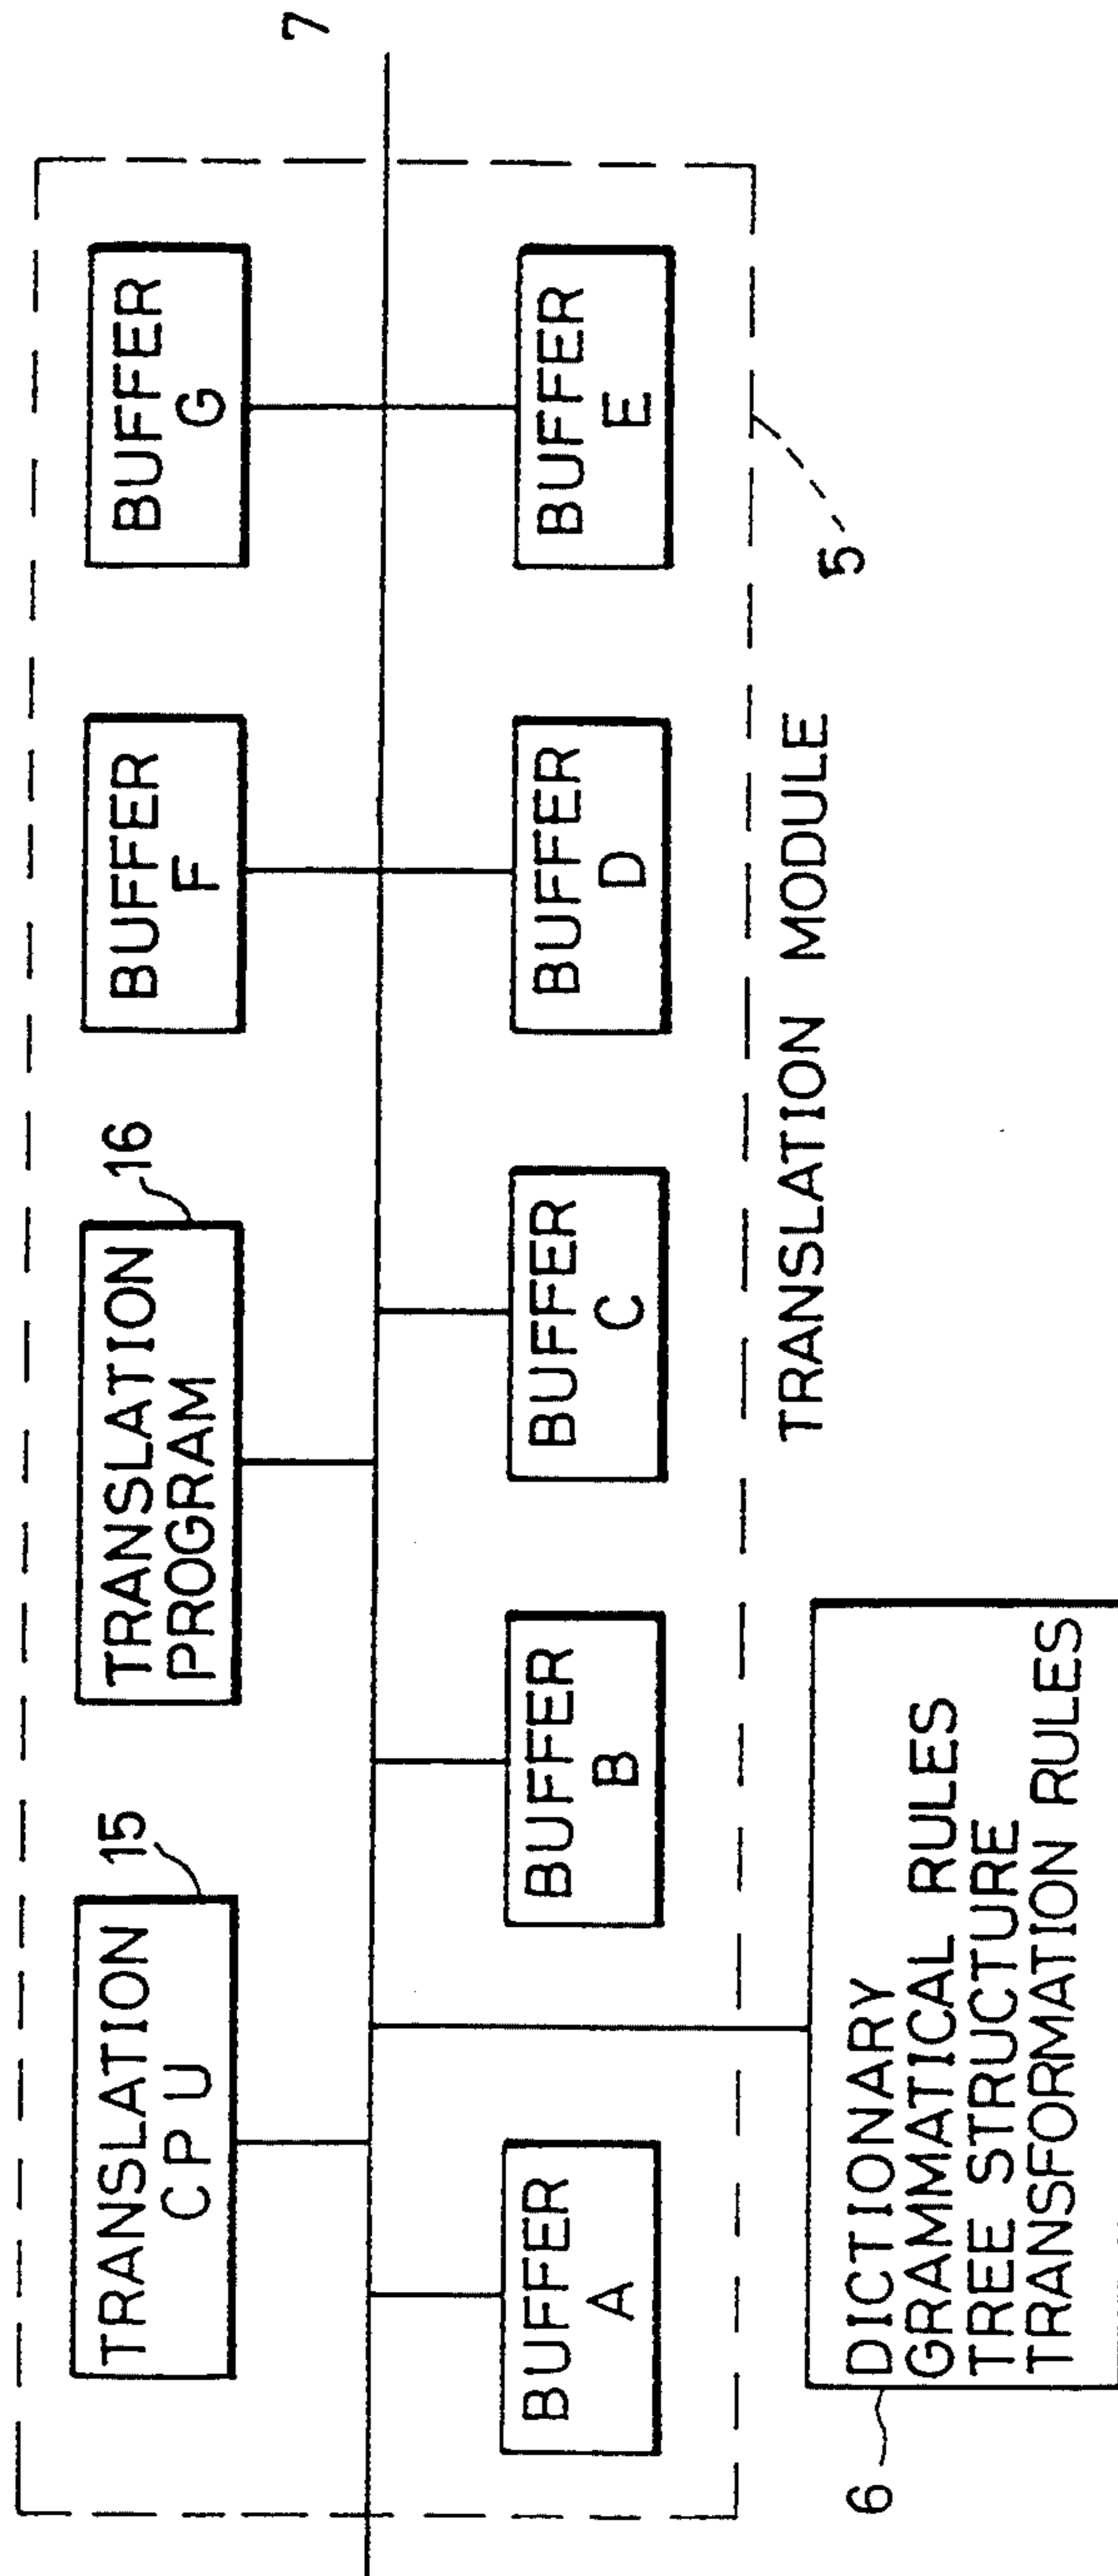 7
TRANSLATION
CPU
15
TRANSLATION
PROGRAM
16
BUFFER
F
BUFFER
G
BUFFER
A
BUFFER
B
BUFFER
C
BUFFER
D
BUFFER
E
5
TRANSLATION MODULE
6
DICTIONARY
GRAMMATICAL RULES
TREE STRUCTURE
TRANSFORMATION RULES